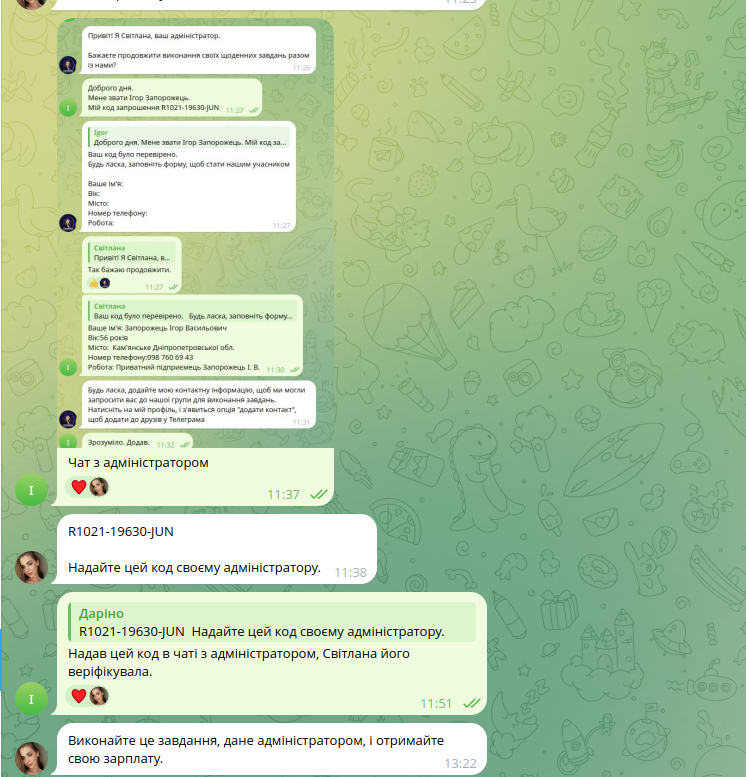 11:25
Привіт! Я Світлана, ваш адміністратор.
Бажаєте продовжити виконання своїх щоденних завдань разом
із нами?
11:26
Доброго дня.
Мене звати Ігор Запорожець.
Мій код запрошення R1021-19630-JUN
11:27
Igor
Доброго дня. Мене звати Ігор Запорожець. Мій код за...
Ваш код було перевірено.
Будь ласка, заповніть форму, щоб стати нашим учасником
Ваше ім'я:
Вік:
Місто:
Номер телефону:
Робота:
11:27
Світлана
Привіт! Я Світлана, в...
Так бажаю продовжити.
11:27
Світлана
Ваш код було перевірено. Будь ласка, заповніть форму...
Ваше ім'я: Запорожець Ігор Васильович
Вік:56 років
Місто: Кам'янське Дніпропетровської обл.
Номер телефону:098 760 69 43
Робота: Приватний підприємець Запорожець І. В.
11:30
Будь ласка, додайте мою контактну інформацію, щоб ми могли
запросити вас до нашої групи для виконання завдань.
Натисніть на мій профіль, і з'явиться опція "додати контакт",
щоб додати до друзів у Телеграма
11:31
І
Зрозуміло. Додав.
11:32
Чат з адміністратором
І
11:37
R1021-19630-JUN
Надайте цей код своєму адміністратору.
11:38
Даріно
R1021-19630-JUN Надайте цей код своєму адміністратору.
Надав цей код в чаті з адміністратором, Світлана його
веріфікувала.
І
11:51
Виконайте це завдання, дане адміністратором, і отримайте
свою зарплату.
13:22